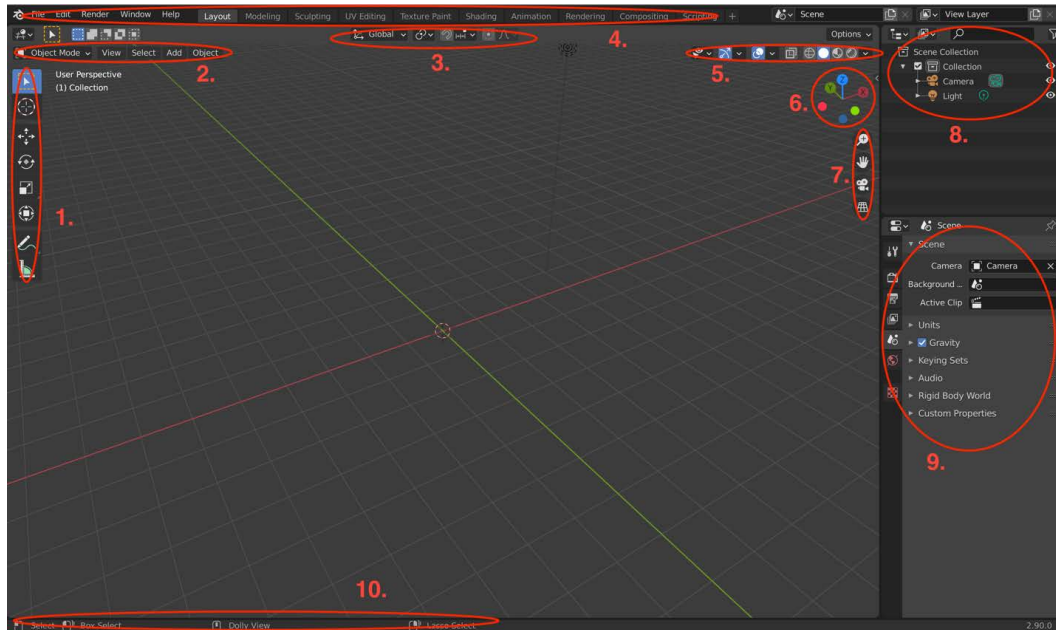 File Edit Render Window Help Layout Modeling Sculpting UV Editing Texture Paint Shading Animation Rendering Compositing Scripting + Scene View Layer
4.
Global Options
Object Mode View Select Add Object
2.
3.
5.
Scene Collection
Collection
Camera
Light
User Perspective
(1) Collection
Z
Y
X
6.
8.
7.
1.
Scene
Scene
Camera Camera
Background ...
Active Clip
Units
Gravity
Keying Sets
Audio
Rigid Body World
Custom Properties
9.
10.
Select Box Select Dolly View Lasso Select 2.90.0